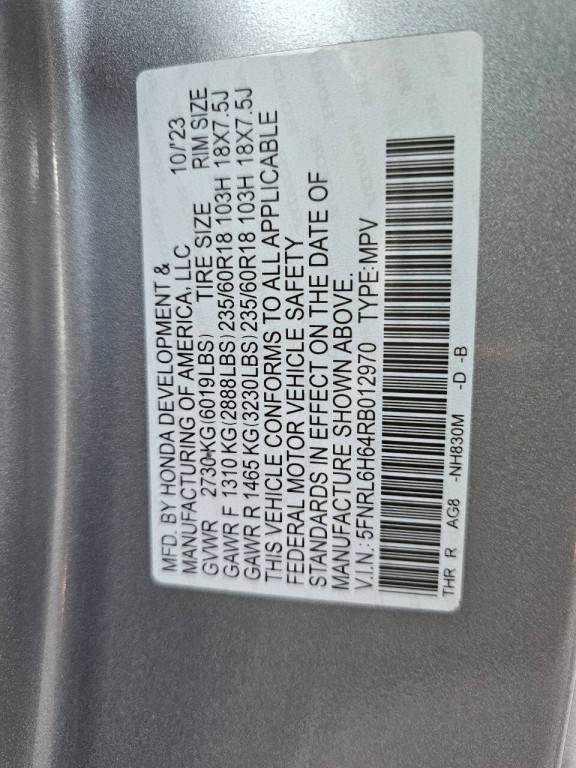 MFD. BY HONDA DEVELOPMENT &
MANUFACTURING OF AMERICA, LLC 10/'23
GVWR 2730 KG(6019LBS) TIRE SIZE RIM SIZE
GAWR F 1310 KG(2888LBS) 235/60R18 103H 18X7.5J
GAWR R 1465 KG(3230LBS) 235/60R18 103H 18X7.5J
THIS VEHICLE CONFORMS TO ALL APPLICABLE
FEDERAL MOTOR VEHICLE SAFETY
STANDARDS IN EFFECT ON THE DATE OF
MANUFACTURE SHOWN ABOVE.
V.I.N.: 5FNRL6H64RB012970 TYPE:MPV
THR R AG8 -NH830M -D -B